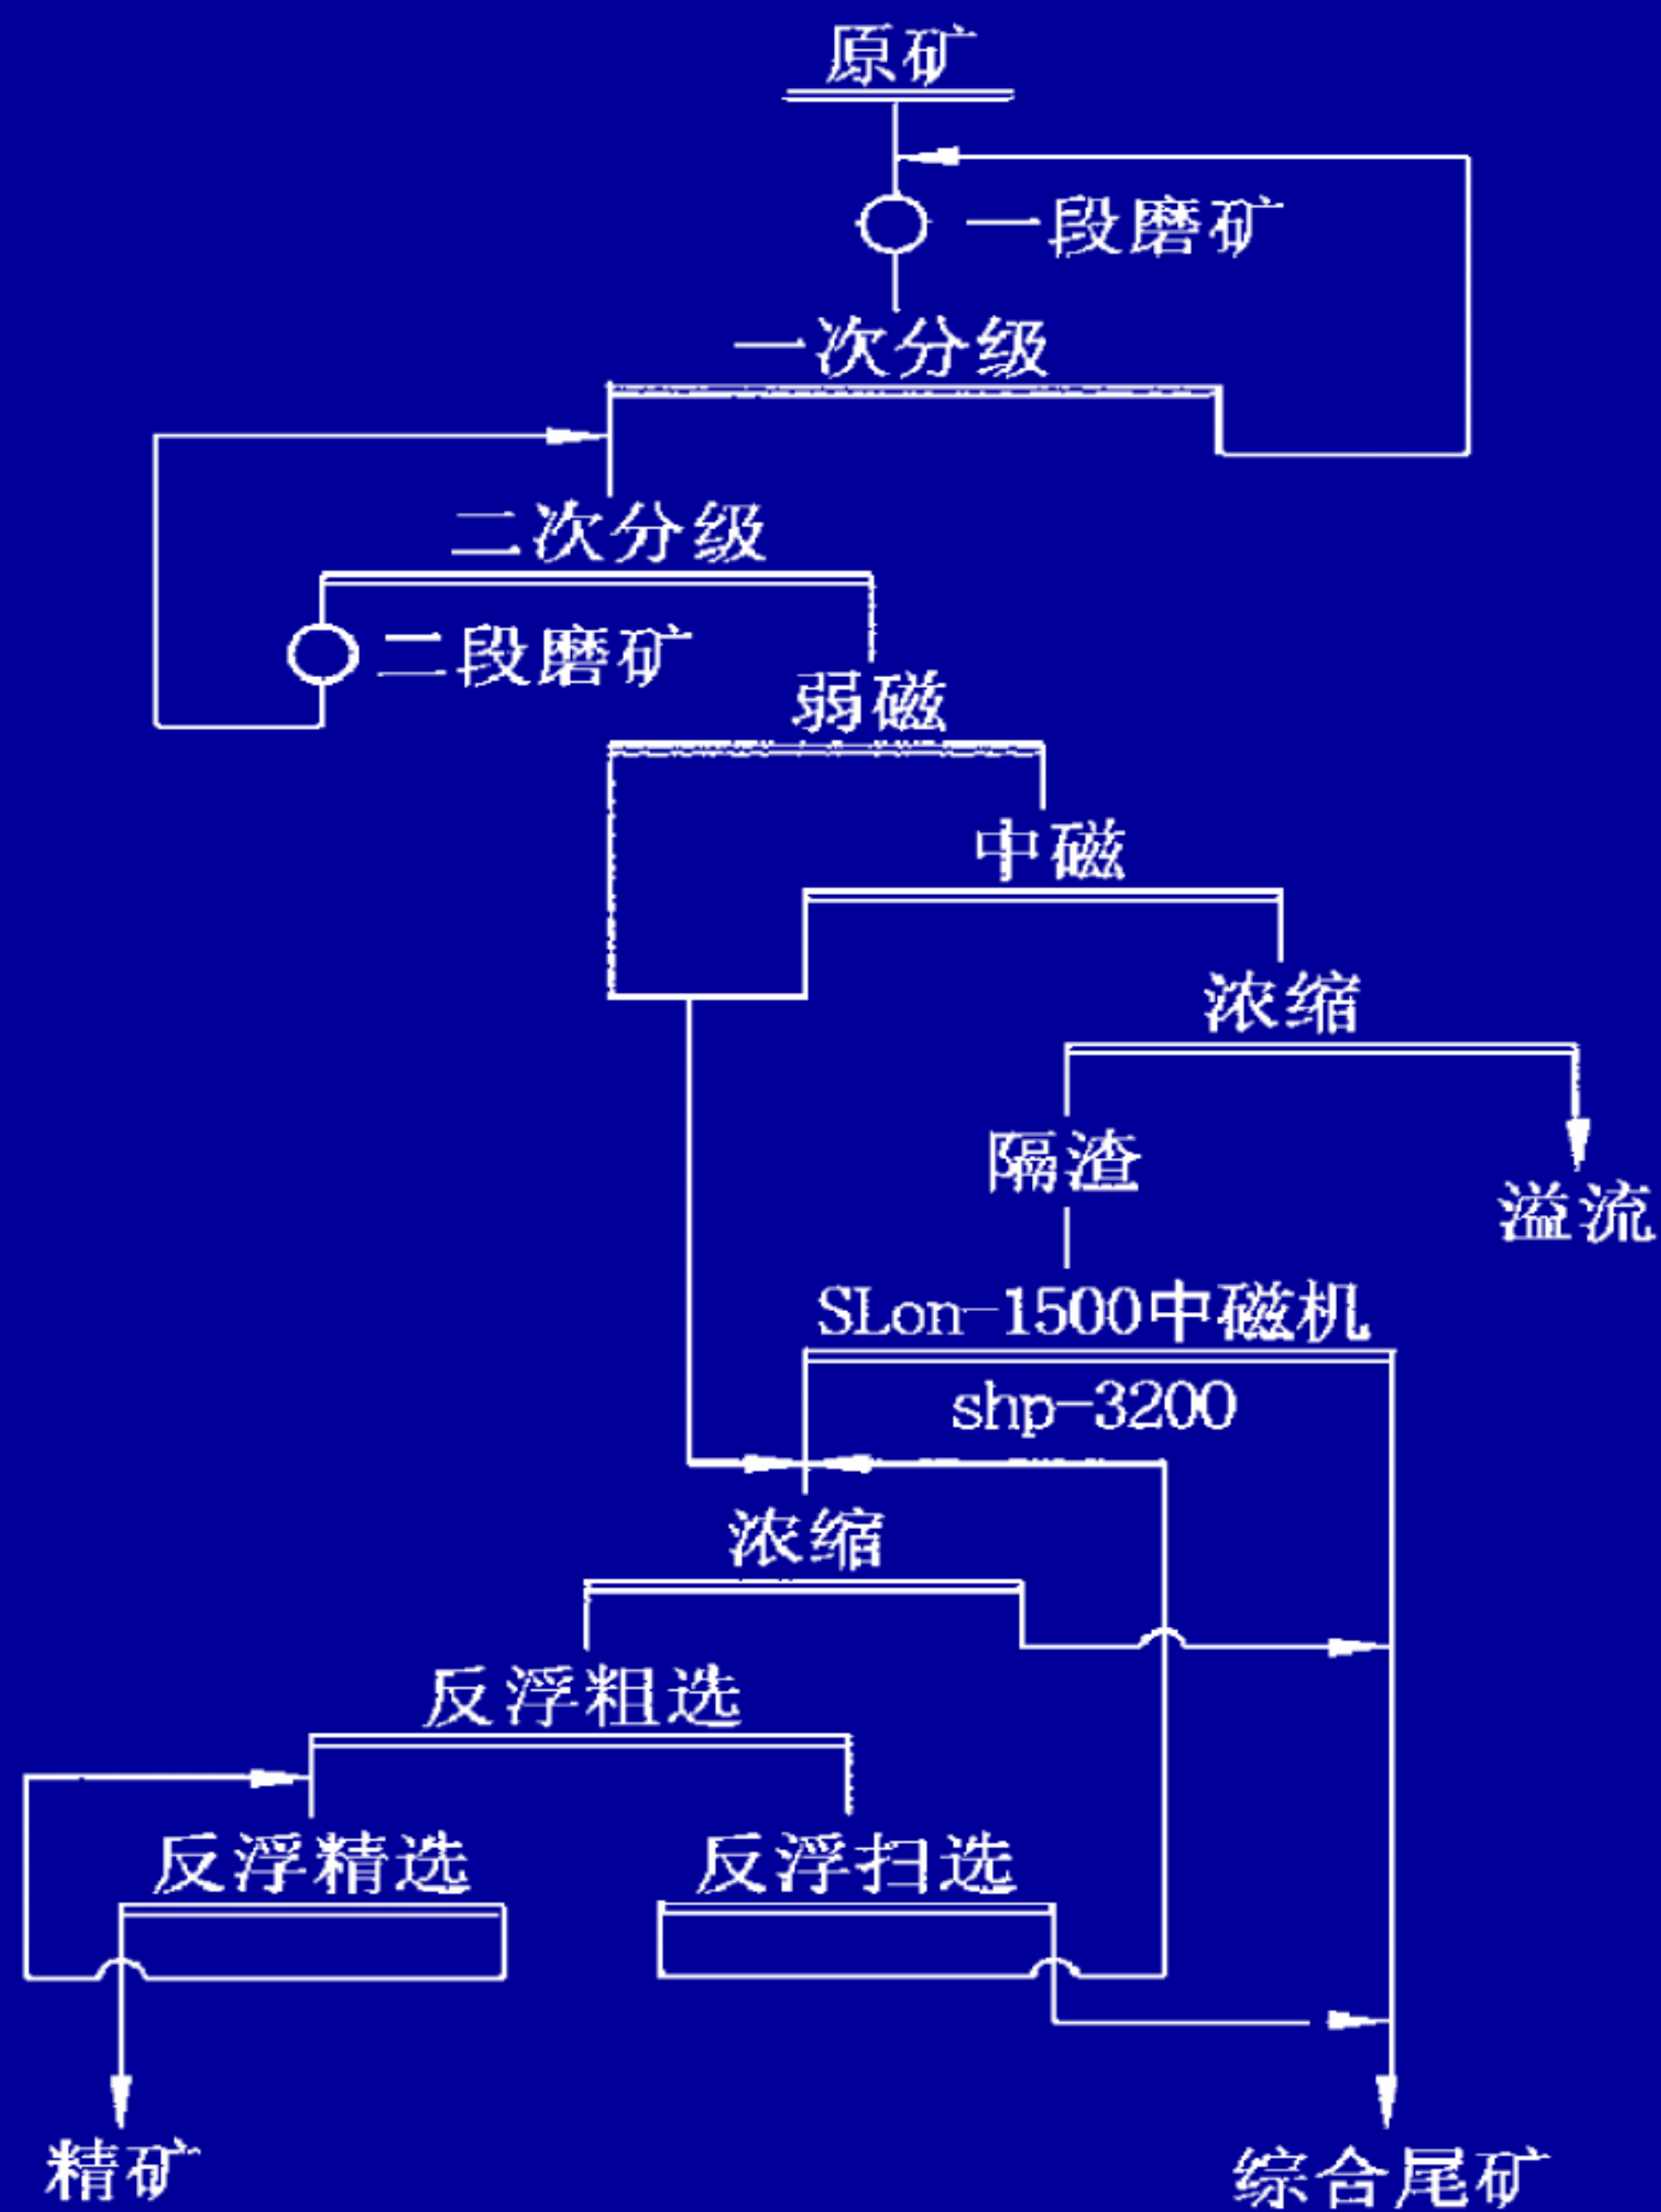 原矿
一段磨矿
一次分级
二次分级
二段磨矿
弱磁
中磁
浓缩
隔渣
溢流
SLon-1500中磁机
shp-3200
浓缩
反浮粗选
反浮精选
反浮扫选
精矿
综合尾矿